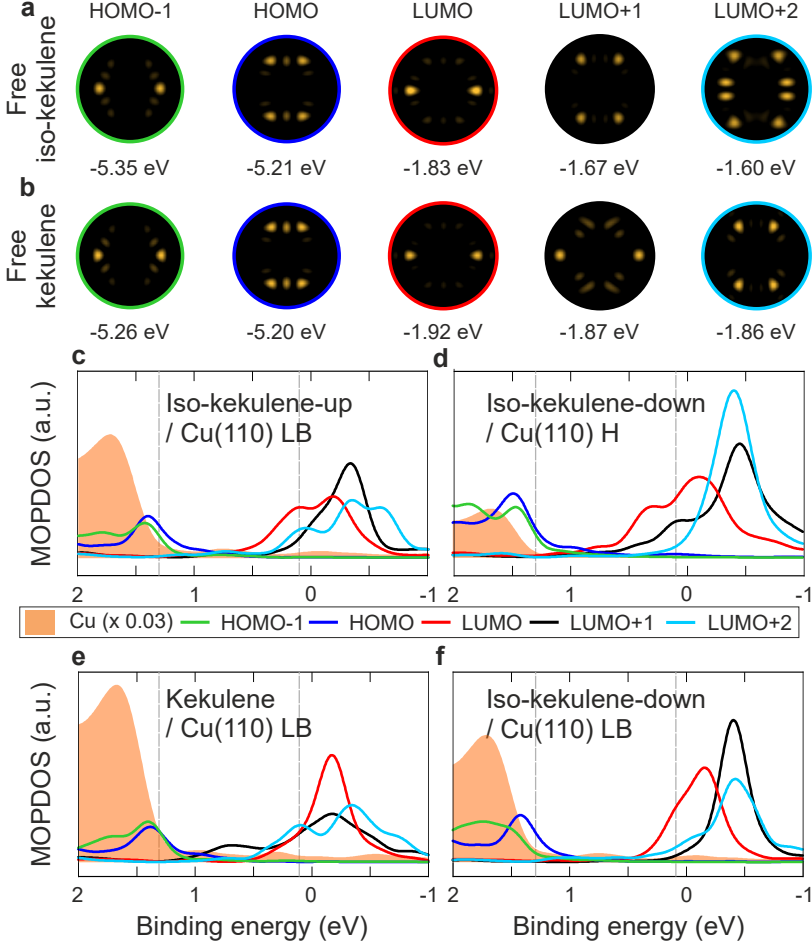 a HOMO-1 HOMO LUMO LUMO+1 LUMO+2
Free
iso-kekulene
-5.35 eV -5.21 eV -1.83 eV -1.67 eV -1.60 eV
b
Free
kekulene
-5.26 eV -5.20 eV -1.92 eV -1.87 eV -1.86 eV
c d
MOPDOS (a.u.)
Iso-kekulene-up
/ Cu(110) LB
Iso-kekulene-down
/ Cu(110) H
2 1 0 -1 2 1 0 -1
Cu (x 0.03) HOMO-1 HOMO LUMO LUMO+1 LUMO+2
e f
MOPDOS (a.u.)
Kekulene
/ Cu(110) LB
Iso-kekulene-down
/ Cu(110) LB
2 1 0 -1 2 1 0 -1
Binding energy (eV) Binding energy (eV)